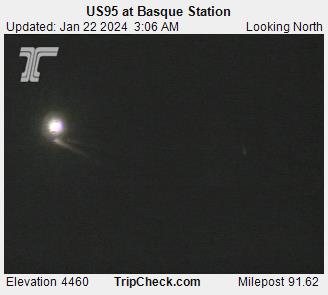 US95 at Basque Station
Updated: Jan 22 2024  3:06 AM Looking North
Elevation 4460 TripCheck.com Milepost 91.62